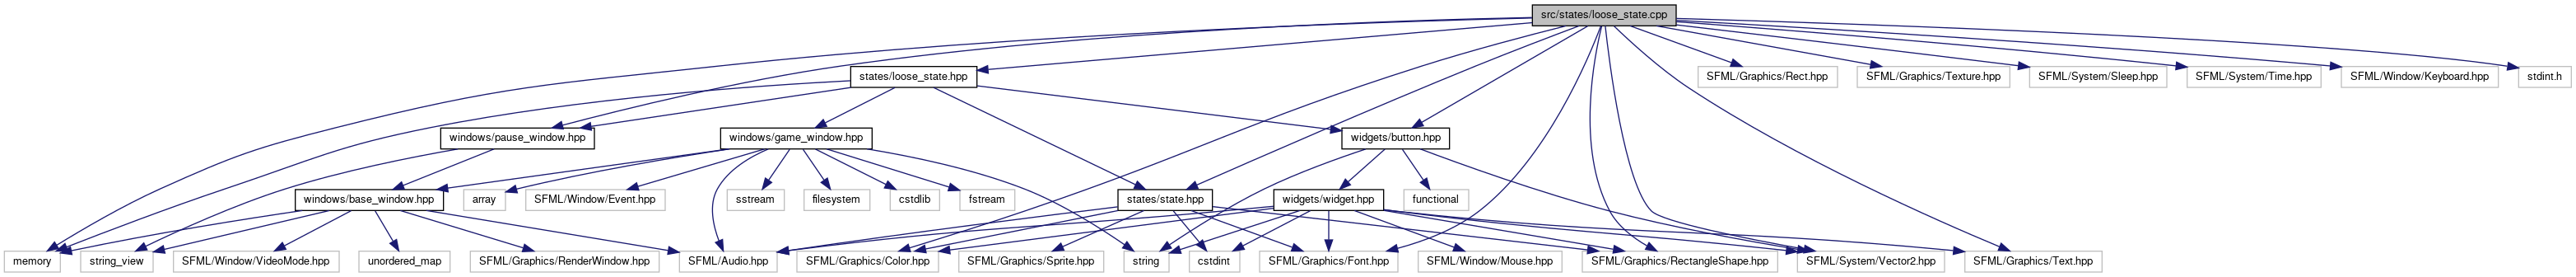 src/states/loose_state.cpp
states/loose_state.hpp
SFML/Graphics/Rect.hpp
SFML/Graphics/Texture.hpp
SFML/System/Sleep.hpp
SFML/System/Time.hpp
SFML/Window/Keyboard.hpp
stdint.h
windows/pause_window.hpp
windows/game_window.hpp
widgets/button.hpp
windows/base_window.hpp
array
SFML/Window/Event.hpp
sstream
filesystem
cstdlib
fstream
states/state.hpp
widgets/widget.hpp
functional
memory
string_view
SFML/Window/VideoMode.hpp
unordered_map
SFML/Graphics/RenderWindow.hpp
SFML/Audio.hpp
SFML/Graphics/Color.hpp
SFML/Graphics/Sprite.hpp
string
cstdint
SFML/Graphics/Font.hpp
SFML/Window/Mouse.hpp
SFML/Graphics/RectangleShape.hpp
SFML/System/Vector2.hpp
SFML/Graphics/Text.hpp